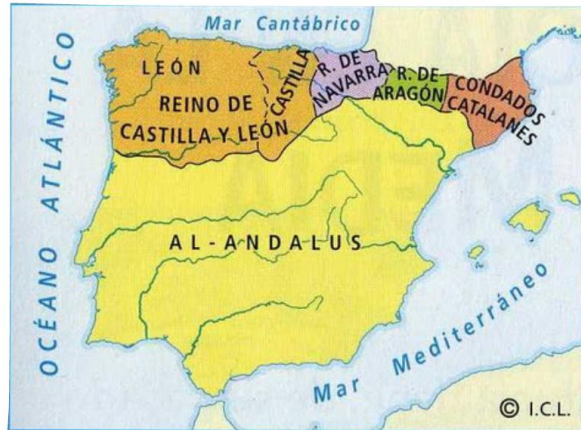 Mar Cantábrico
OCÉANO ATLÁNTICO
LEÓN
REINO DE
CASTILLA Y LEÓN
CASTILLA
R. DE
NAVARRA
R. DE
ARAGÓN
CONDADOS
CATALANES
AL-ANDALUS
Mar Mediterráneo
© I.C.L.